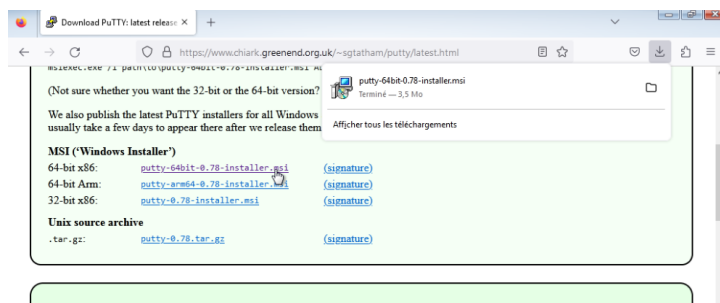 Download PuTTY: latest release
https://www.chiark.greenend.org.uk/~sgtatham/putty/latest.html
msiexec.exe /i path\to\putty-64bit-0.78-installer.msi
putty-64bit-0.78-installer.msi
Terminé — 3,5 Mo
Afficher tous les téléchargements
(Not sure whether you want the 32-bit or the 64-bit version?
We also publish the latest PuTTY installers for all Windows
usually take a few days to appear there after we release them
MSI (‘Windows Installer’)
64-bit x86: putty-64bit-0.78-installer.msi (signature)
64-bit Arm: putty-arm64-0.78-installer.msi (signature)
32-bit x86: putty-0.78-installer.msi (signature)
Unix source archive
.tar.gz: putty-0.78.tar.gz (signature)